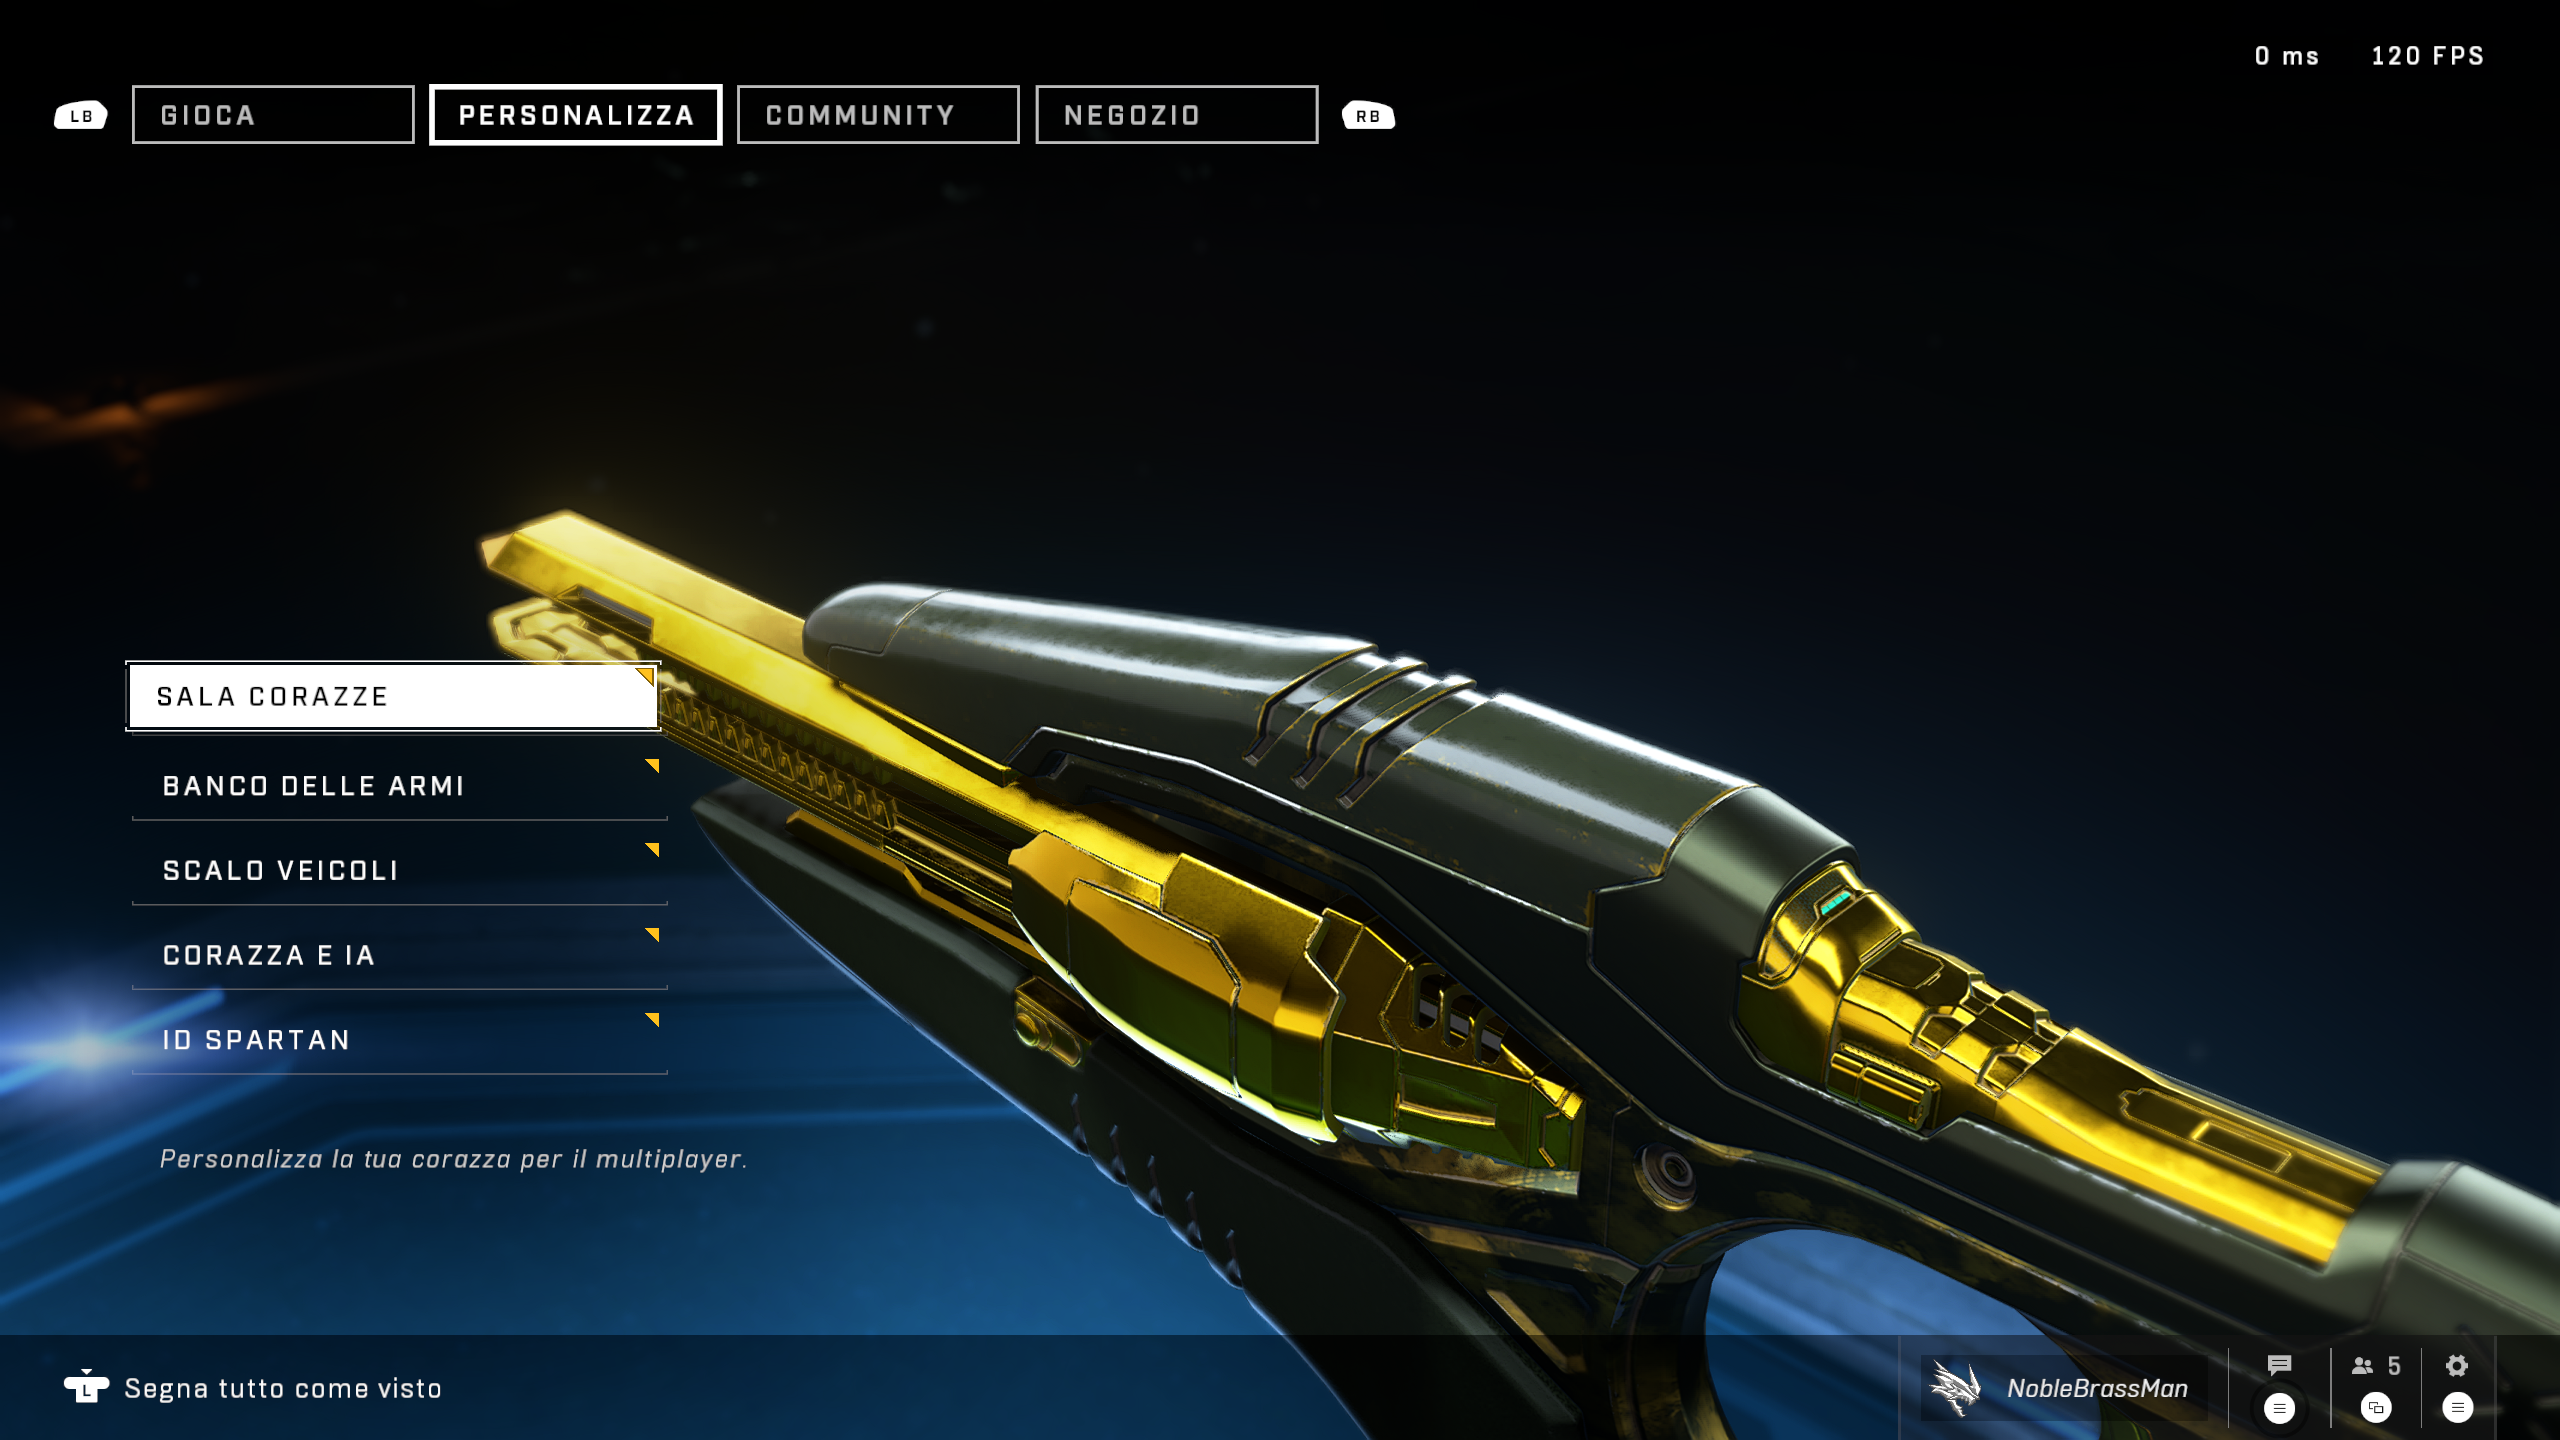 0 ms 120 FPS
LB GIOCA PERSONALIZZA COMMUNITY NEGOZIO RB
SALA CORAZZE
BANCO DELLE ARMI
SCALO VEICOLI
CORAZZA E IA
ID SPARTAN
Personalizza la tua corazza per il multiplayer.
L Segna tutto come visto
NobleBrassMan 5